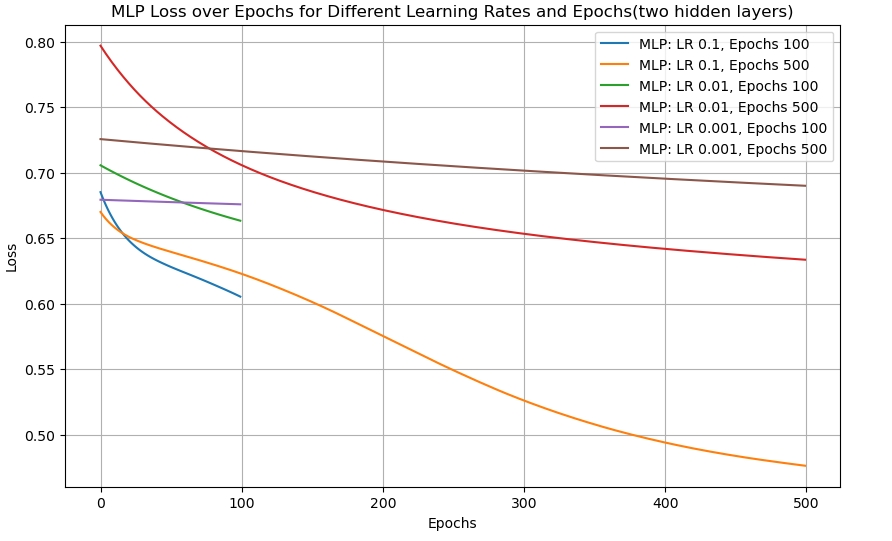 MLP Loss over Epochs for Different Learning Rates and Epochs(two hidden layers)
MLP: LR 0.1, Epochs 100
MLP: LR 0.1, Epochs 500
MLP: LR 0.01, Epochs 100
MLP: LR 0.01, Epochs 500
MLP: LR 0.001, Epochs 100
MLP: LR 0.001, Epochs 500
Loss
0.80
0.75
0.70
0.65
0.60
0.55
0.50
0 100 200 300 400 500
Epochs